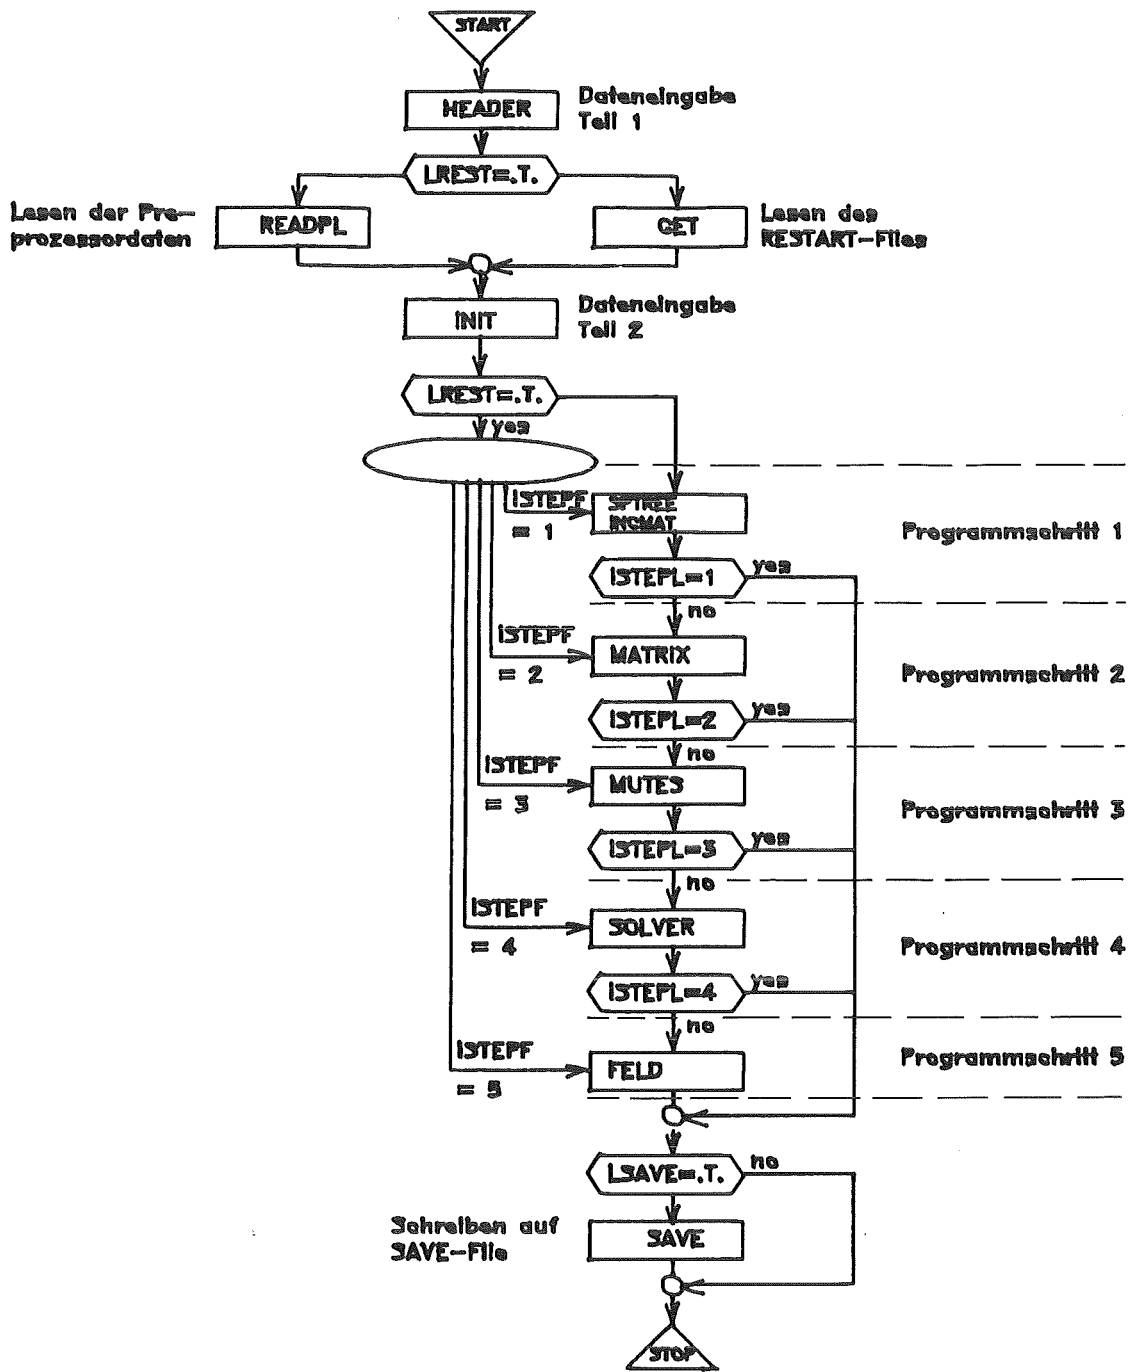 START
HEADER
Dateneingabe
Teil 1
LREST=.T.
Lesen der Pre-
prozessordaten
READPL
GET
Lesen des
RESTART-Files
INIT
Dateneingabe
Teil 2
LREST=.T.
yes
ISTEPF
= 1
SPTREE
INCMAT
Programmschritt 1
ISTEPL=1
yes
no
ISTEPF
= 2
MATRIX
Programmschritt 2
ISTEPL=2
yes
no
ISTEPF
= 3
MUTES
Programmschritt 3
ISTEPL=3
yes
no
ISTEPF
= 4
SOLVER
Programmschritt 4
ISTEPL=4
yes
no
ISTEPF
= 5
FELD
Programmschritt 5
LSAVE=.T.
no
Schreiben auf
SAVE-File
SAVE
STOP